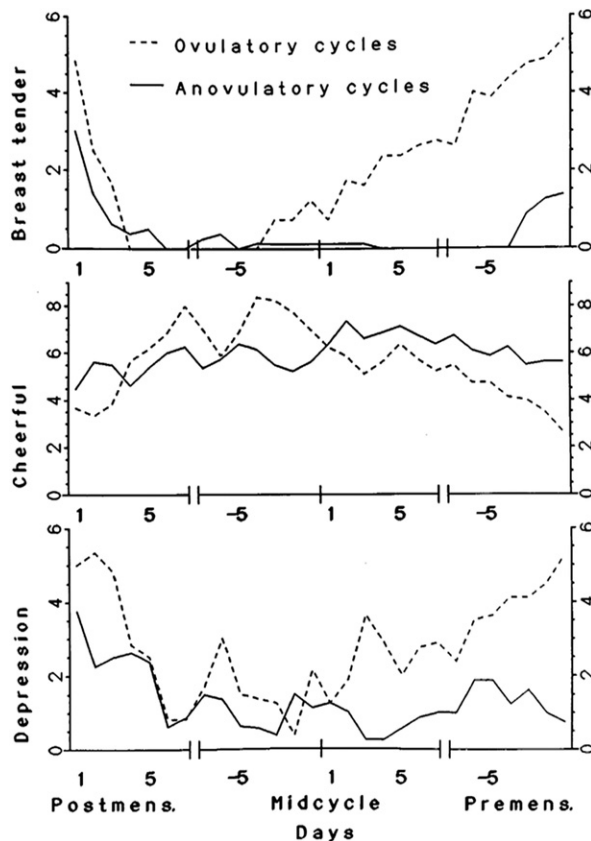 6 6
Ovulatory cycles
Anovulatory cycles
4 4
2 2
0 0
Breast tender
1 5 -5 1 5 -5
8 8
6 6
4 4
2 2
0 0
Cheerful
1 5 -5 1 5 -5
6 6
4 4
2 2
0 0
Depression
1 5 -5 1 5 -5
Postmens. Midcycle Premens.
Days